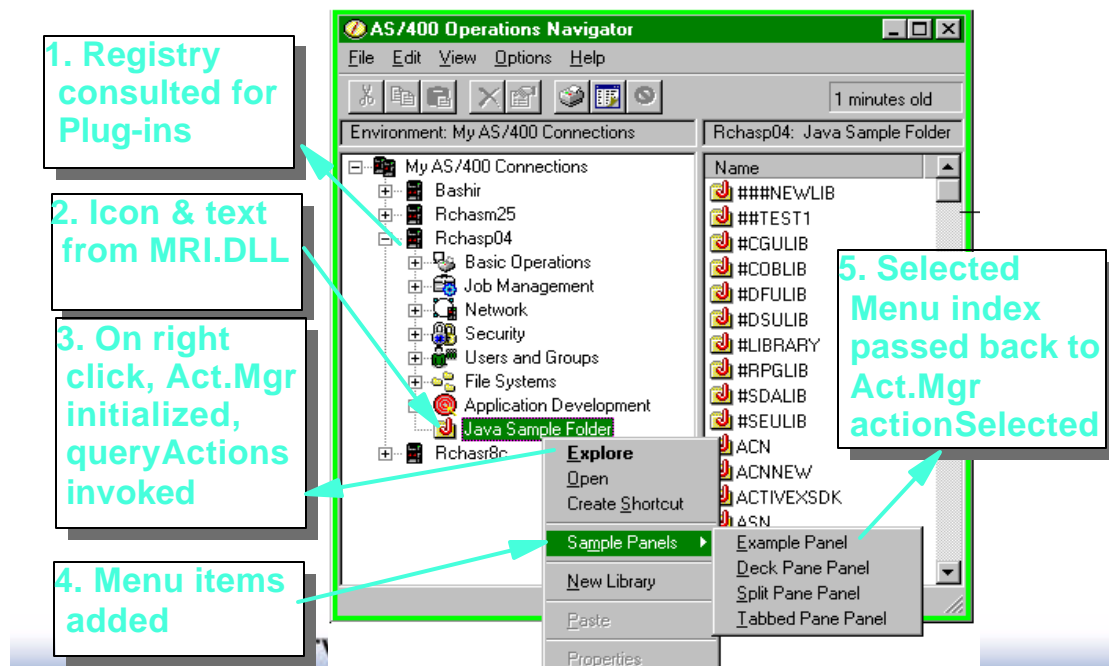 1. Registry
consulted for
Plug-ins
2. Icon & text
from MRI.DLL
3. On right
click, Act.Mgr
initialized,
queryActions
invoked
4. Menu items
added
AS/400 Operations Navigator
File Edit View Options Help
1 minutes old
Environment: My AS/400 Connections
Rchasp04: Java Sample Folder
My AS/400 Connections
Bashir
Rchasm25
Rchasp04
Basic Operations
Job Management
Network
Security
Users and Groups
File Systems
Application Development
Java Sample Folder
Rchasr8c
Name
###NEWLIB
##TEST1
#CGULIB
#COBLIB
#DFULIB
#DSULIB
#LIBRARY
#RPGLIB
#SDALIB
#SEULIB
ACN
ACNNEW
ACTIVEXSDK
ASN
Explore
Open
Create Shortcut
Sample Panels
New Library
Paste
Properties
Example Panel
Deck Pane Panel
Split Pane Panel
Tabbed Pane Panel
5. Selected
Menu index
passed back to
Act.Mgr
actionSelected